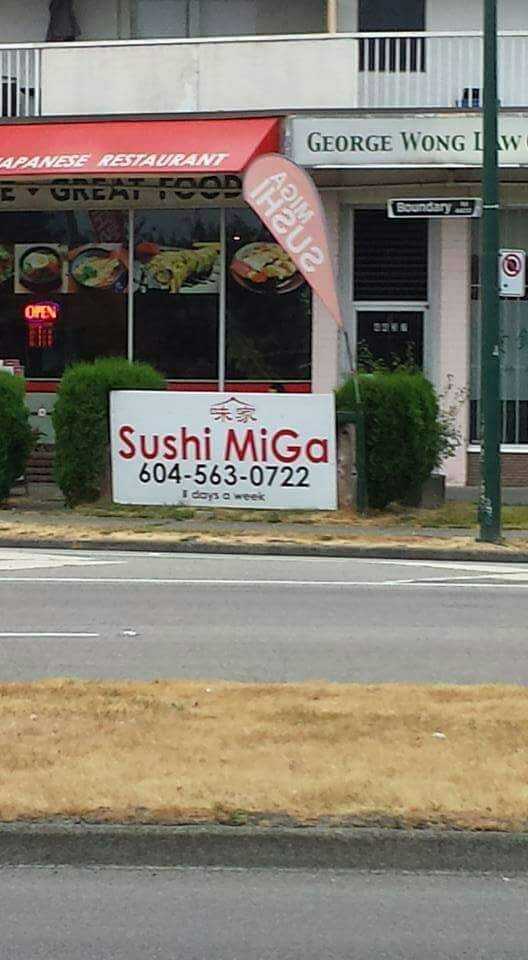 JAPANESE RESTAURANT
GREAT FOOD
GEORGE WONG LAW
Boundary
MIGA
SUSHI
OPEN
味家
Sushi MiGa
604-563-0722
days a week